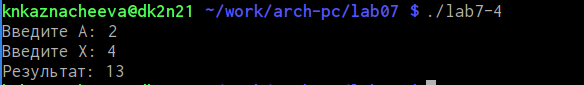 knkaznacheeva@dk2n21 ~/work/arch-pc/lab07 $ ./lab7-4
Введите A: 2
Введите X: 4
Результат: 13